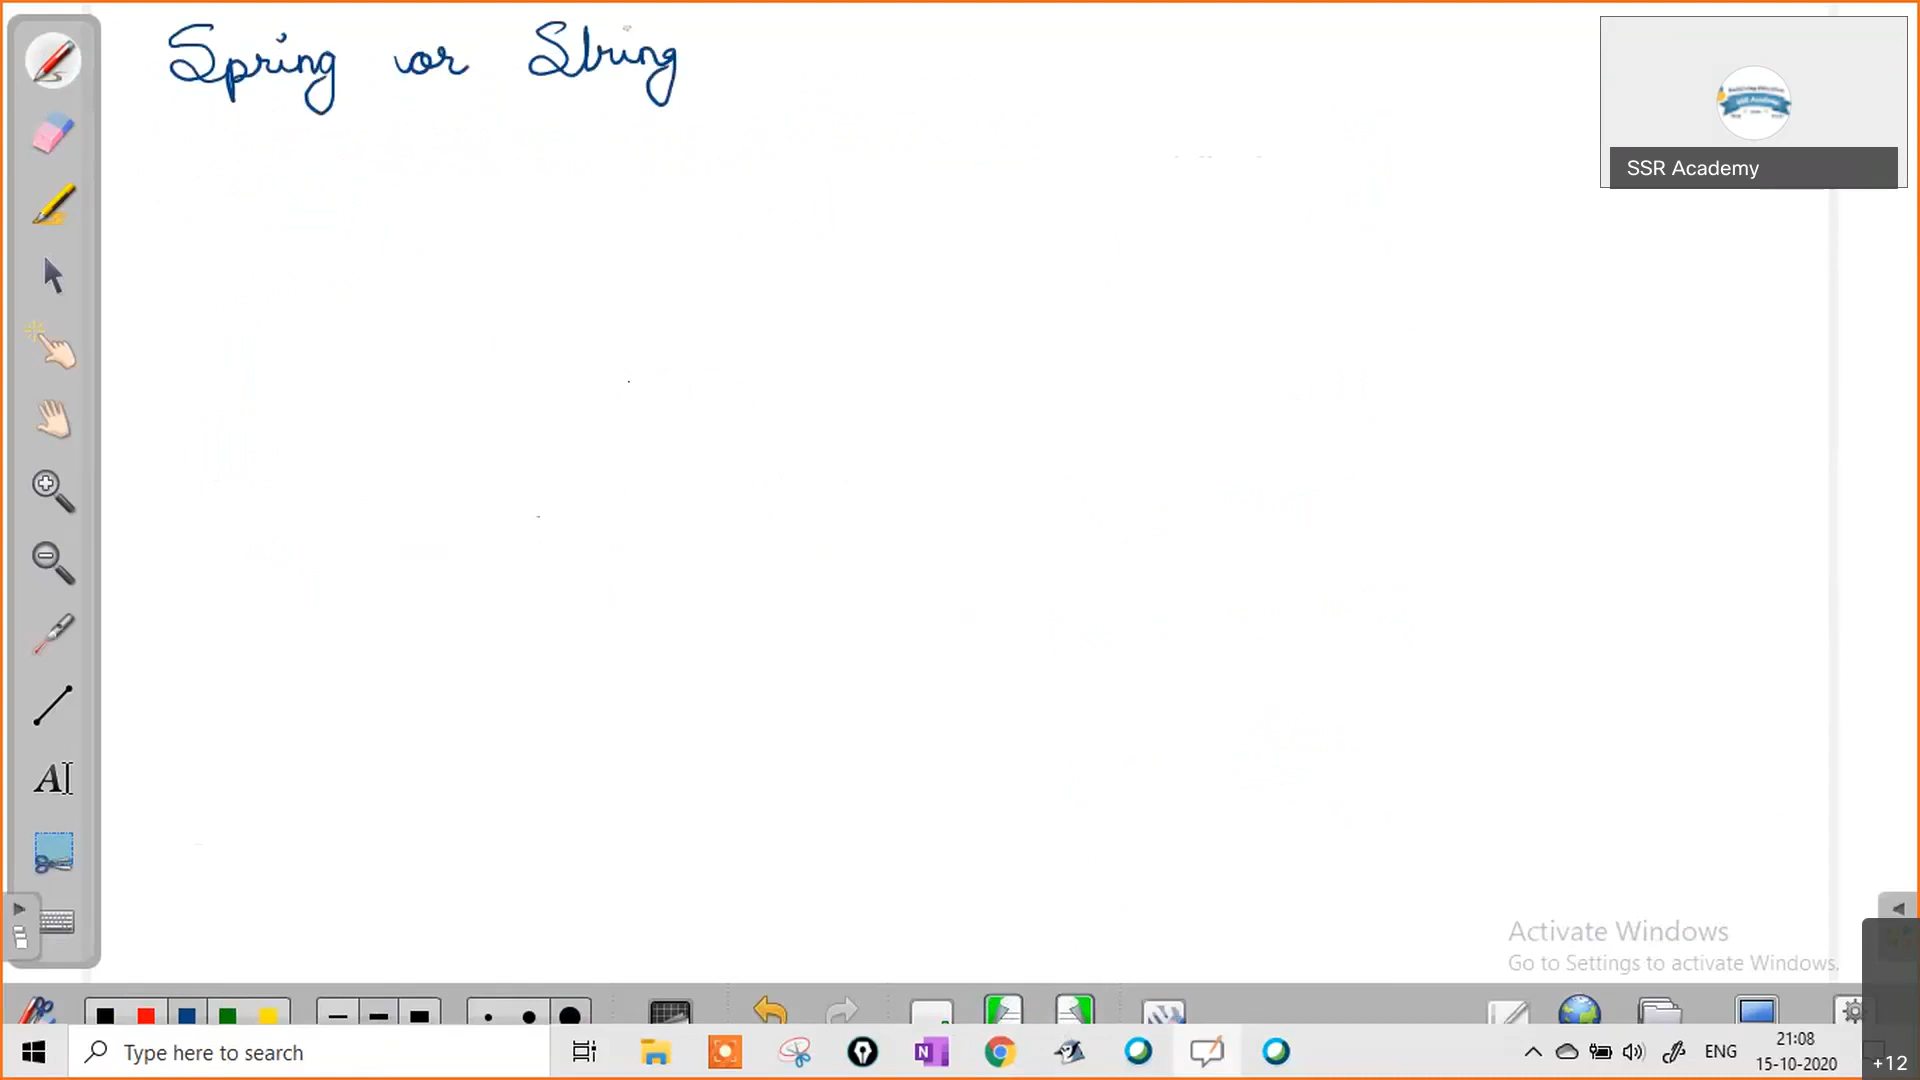 Spring or String
SSR Academy
Activate Windows
Go to Settings to activate Windows.
Type here to search
ENG
21:08
15-10-2020
+12